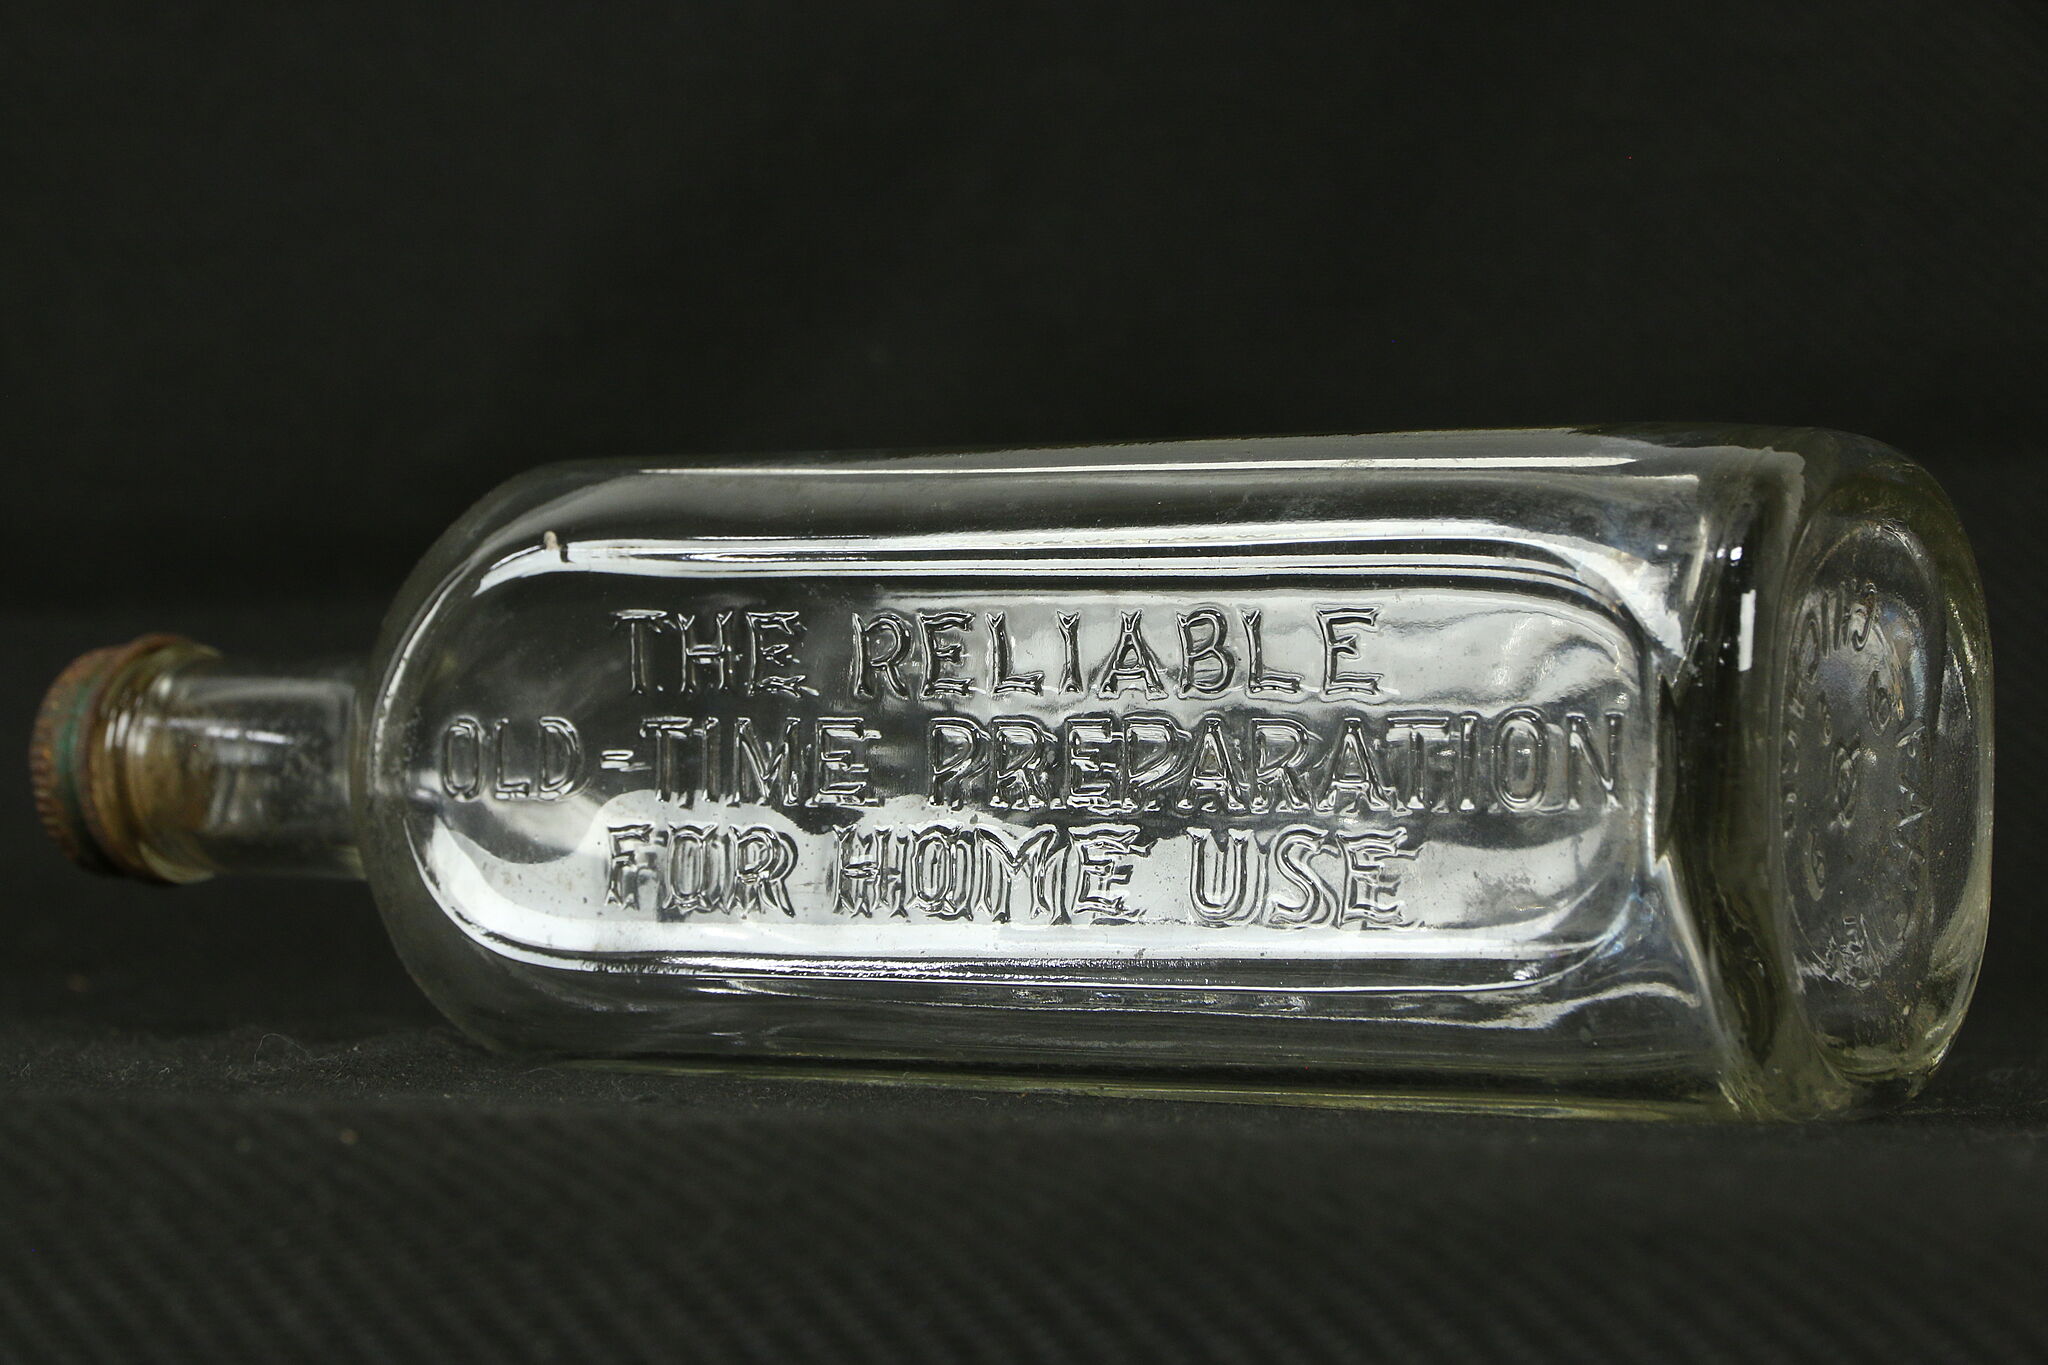 THE RELIABLE
OLD-TIME PREPARATION
FOR HOME USE